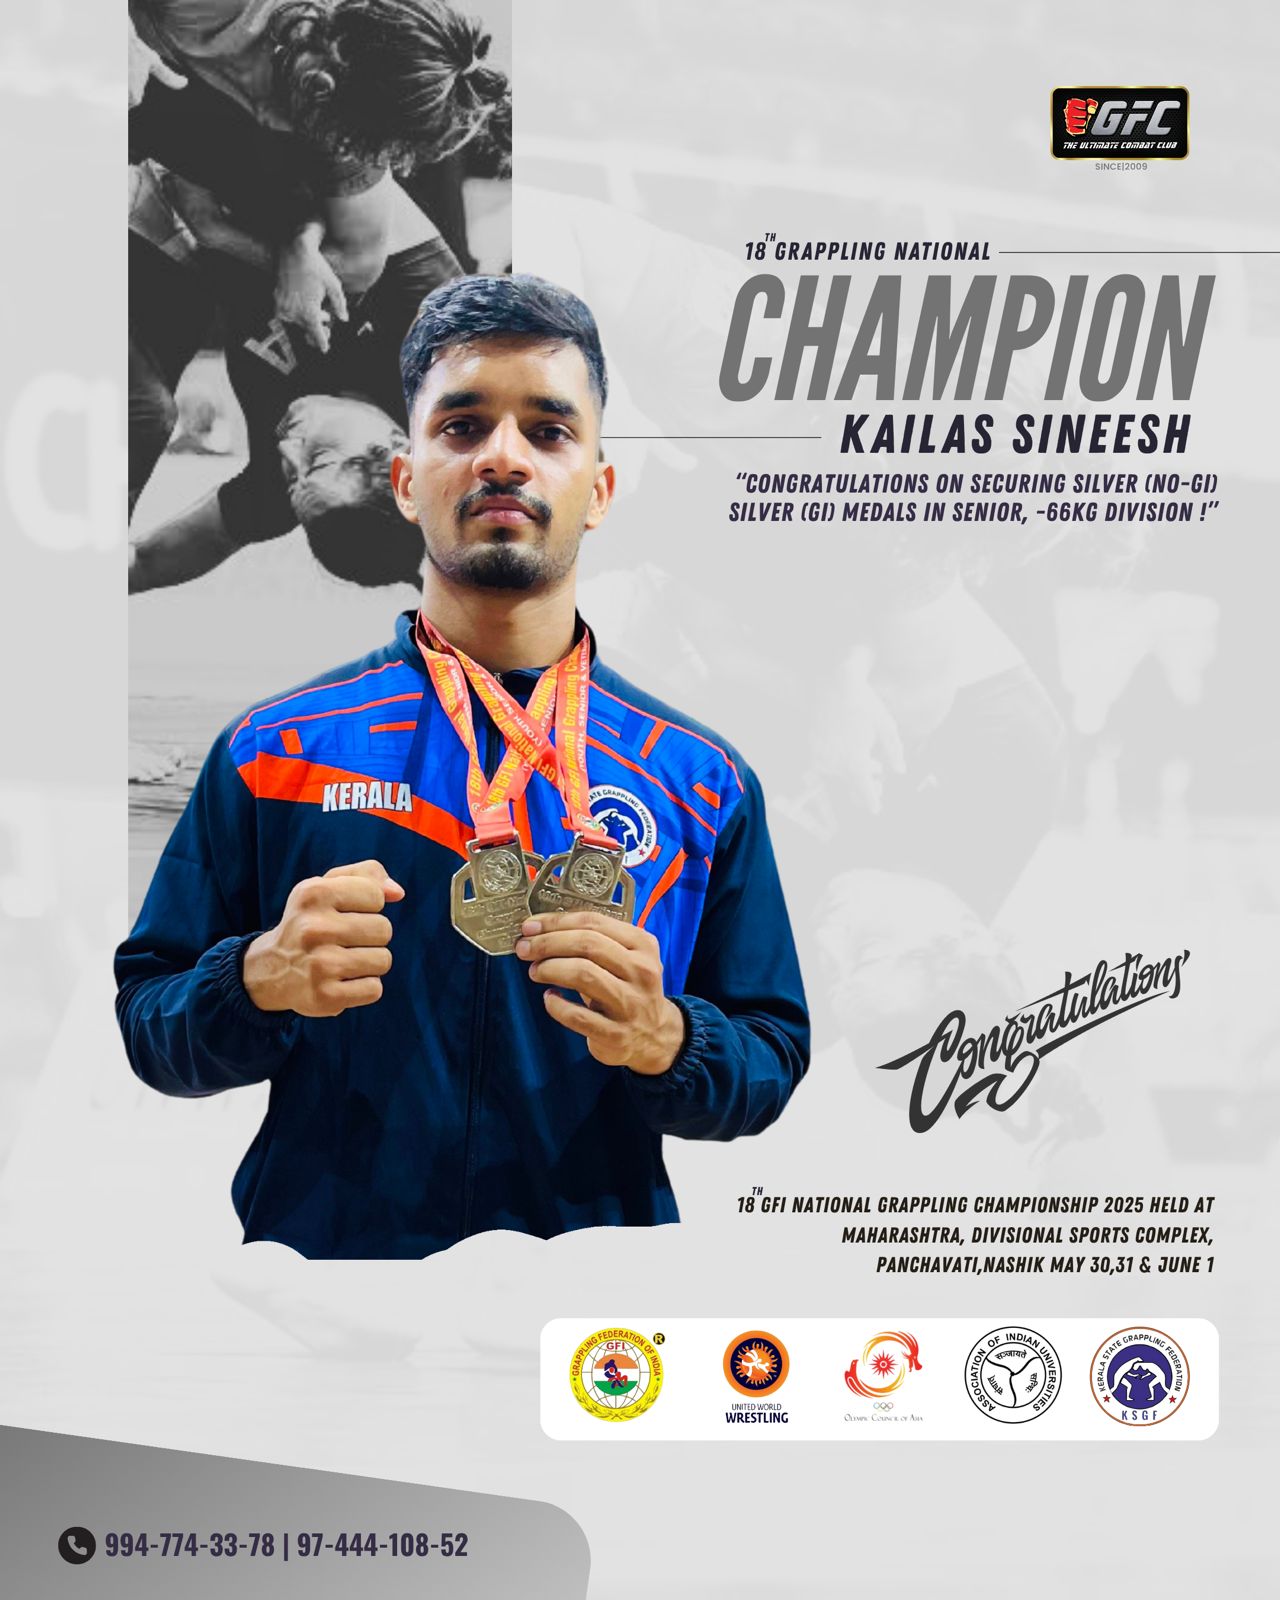 GFC
THE ULTIMATE COMBAT CLUB
SINCE|2009
18TH GRAPPLING NATIONAL
CHAMPION
KAILAS SINEESH
“CONGRATULATIONS ON SECURING SILVER (NO-GI)
SILVER (GI) MEDALS IN SENIOR, -66KG DIVISION !”
KERALA
Congratulations
18TH GFI NATIONAL GRAPPLING CHAMPIONSHIP 2025 HELD AT
MAHARASHTRA, DIVISIONAL SPORTS COMPLEX,
PANCHAVATI,NASHIK MAY 30,31 & JUNE 1
GRAPPLING FEDERATION OF INDIA
GFI
R
UNITED WORLD
WRESTLING
OLYMPIC COUNCIL OF ASIA
ASSOCIATION OF INDIAN UNIVERSITIES
KERALA STATE GRAPPLING FEDERATION
KSGF
994-774-33-78 | 97-444-108-52